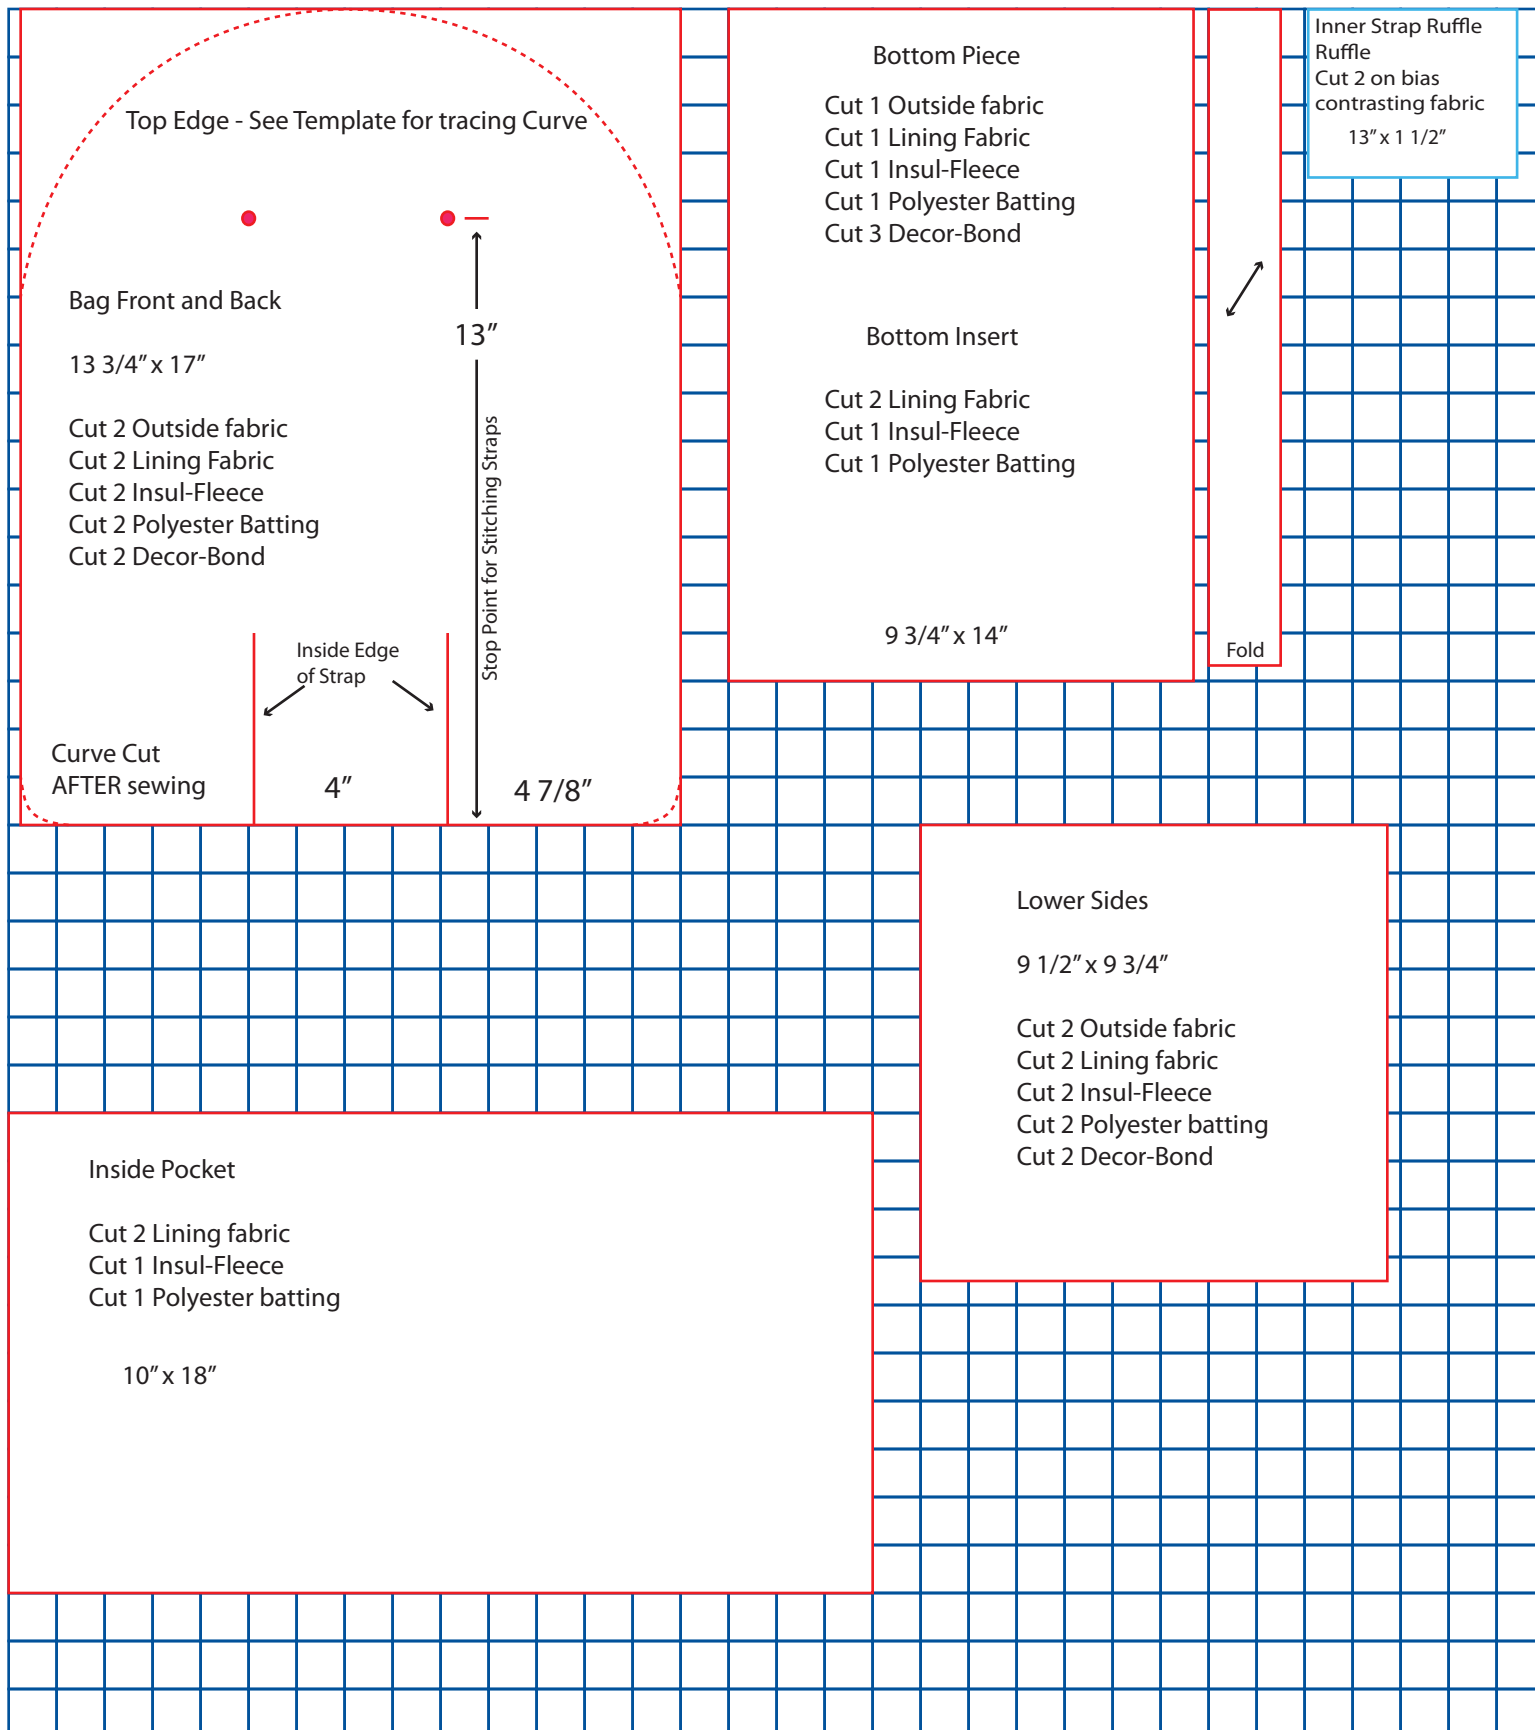 Top Edge - See Template for tracing Curve
Bag Front and Back
13 3/4" x 17"
Cut 2 Outside fabric
Cut 2 Lining Fabric
Cut 2 Insul-Fleece
Cut 2 Polyester Batting
Cut 2 Decor-Bond
13"
Stop Point for Stitching Straps
Inside Edge
of Strap
Curve Cut
AFTER sewing
4"
4 7/8"
Bottom Piece
Cut 1 Outside fabric
Cut 1 Lining Fabric
Cut 1 Insul-Fleece
Cut 1 Polyester Batting
Cut 3 Decor-Bond
Bottom Insert
Cut 2 Lining Fabric
Cut 1 Insul-Fleece
Cut 1 Polyester Batting
9 3/4" x 14"
Fold
Inner Strap Ruffle
Ruffle
Cut 2 on bias
contrasting fabric
13" x 1 1/2"
Lower Sides
9 1/2" x 9 3/4"
Cut 2 Outside fabric
Cut 2 Lining fabric
Cut 2 Insul-Fleece
Cut 2 Polyester batting
Cut 2 Decor-Bond
Inside Pocket
Cut 2 Lining fabric
Cut 1 Insul-Fleece
Cut 1 Polyester batting
10" x 18"